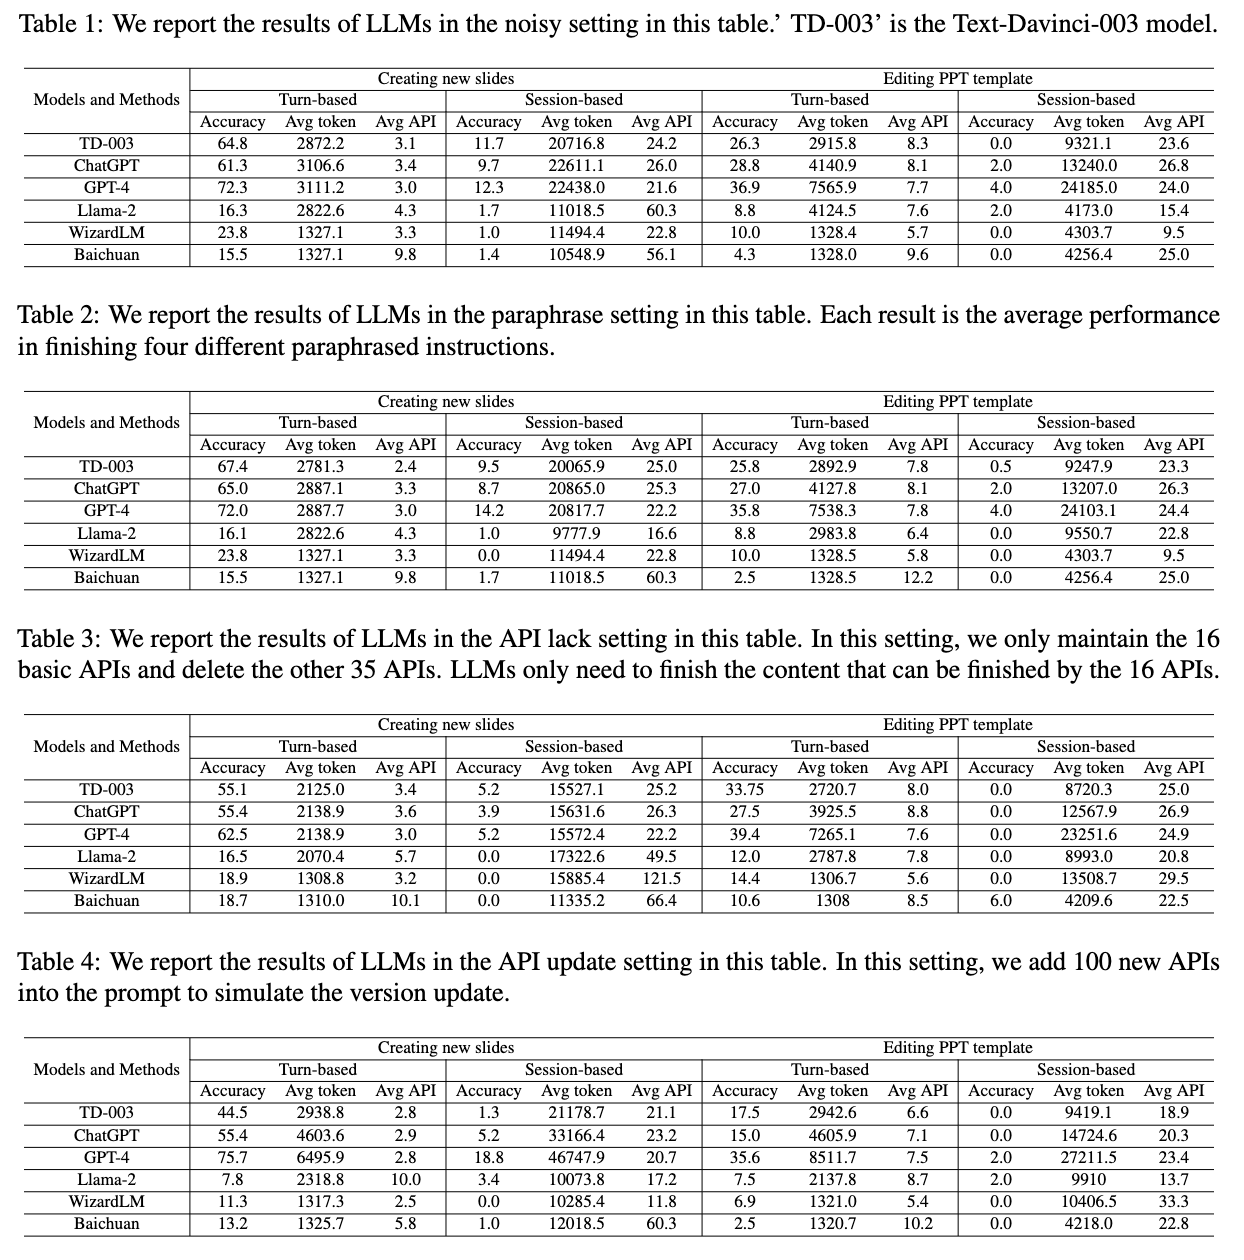 Table 1: We report the results of LLMs in the noisy setting in this table.’ TD-003’ is the Text-Davinci-003 model.
Models and Methods Creating new slides Editing PPT template
Turn-based Session-based Turn-based Session-based
Accuracy Avg token Avg API Accuracy Avg token Avg API Accuracy Avg token Avg API Accuracy Avg token Avg API
TD-003 64.8 2872.2 3.1 11.7 20716.8 24.2 26.3 2915.8 8.3 0.0 9321.1 23.6
ChatGPT 61.3 3106.6 3.4 9.7 22611.1 26.0 28.8 4140.9 8.1 2.0 13240.0 26.8
GPT-4 72.3 3111.2 3.0 12.3 22438.0 21.6 36.9 7565.9 7.7 4.0 24185.0 24.0
Llama-2 16.3 2822.6 4.3 1.7 11018.5 60.3 8.8 4124.5 7.6 2.0 4173.0 15.4
WizardLM 23.8 1327.1 3.3 1.0 11494.4 22.8 10.0 1328.4 5.7 0.0 4303.7 9.5
Baichuan 15.5 1327.1 9.8 1.4 10548.9 56.1 4.3 1328.0 9.6 0.0 4256.4 25.0
Table 2: We report the results of LLMs in the paraphrase setting in this table. Each result is the average performance
in finishing four different paraphrased instructions.
Models and Methods Creating new slides Editing PPT template
Turn-based Session-based Turn-based Session-based
Accuracy Avg token Avg API Accuracy Avg token Avg API Accuracy Avg token Avg API Accuracy Avg token Avg API
TD-003 67.4 2781.3 2.4 9.5 20065.9 25.0 25.8 2892.9 7.8 0.5 9247.9 23.3
ChatGPT 65.0 2887.1 3.3 8.7 20865.0 25.3 27.0 4127.8 8.1 2.0 13207.0 26.3
GPT-4 72.0 2887.7 3.0 14.2 20817.7 22.2 35.8 7538.3 7.8 4.0 24103.1 24.4
Llama-2 16.1 2822.6 4.3 1.0 9777.9 16.6 8.8 2983.8 6.4 0.0 9550.7 22.8
WizardLM 23.8 1327.1 3.3 0.0 11494.4 22.8 10.0 1328.5 5.8 0.0 4303.7 9.5
Baichuan 15.5 1327.1 9.8 1.7 11018.5 60.3 2.5 1328.5 12.2 0.0 4256.4 25.0
Table 3: We report the results of LLMs in the API lack setting in this table. In this setting, we only maintain the 16
basic APIs and delete the other 35 APIs. LLMs only need to finish the content that can be finished by the 16 APIs.
Models and Methods Creating new slides Editing PPT template
Turn-based Session-based Turn-based Session-based
Accuracy Avg token Avg API Accuracy Avg token Avg API Accuracy Avg token Avg API Accuracy Avg token Avg API
TD-003 55.1 2125.0 3.4 5.2 15527.1 25.2 33.75 2720.7 8.0 0.0 8720.3 25.0
ChatGPT 55.4 2138.9 3.6 3.9 15631.6 26.3 27.5 3925.5 8.8 0.0 12567.9 26.9
GPT-4 62.5 2138.9 3.0 5.2 15572.4 22.2 39.4 7265.1 7.6 0.0 23251.6 24.9
Llama-2 16.5 2070.4 5.7 0.0 17322.6 49.5 12.0 2787.8 7.8 0.0 8993.0 20.8
WizardLM 18.9 1308.8 3.2 0.0 15885.4 121.5 14.4 1306.7 5.6 0.0 13508.7 29.5
Baichuan 18.7 1310.0 10.1 0.0 11335.2 66.4 10.6 1308 8.5 6.0 4209.6 22.5
Table 4: We report the results of LLMs in the API update setting in this table. In this setting, we add 100 new APIs
into the prompt to simulate the version update.
Models and Methods Creating new slides Editing PPT template
Turn-based Session-based Turn-based Session-based
Accuracy Avg token Avg API Accuracy Avg token Avg API Accuracy Avg token Avg API Accuracy Avg token Avg API
TD-003 44.5 2938.8 2.8 1.3 21178.7 21.1 17.5 2942.6 6.6 0.0 9419.1 18.9
ChatGPT 55.4 4603.6 2.9 5.2 33166.4 23.2 15.0 4605.9 7.1 0.0 14724.6 20.3
GPT-4 75.7 6495.9 2.8 18.8 46747.9 20.7 35.6 8511.7 7.5 2.0 27211.5 23.4
Llama-2 7.8 2318.8 10.0 3.4 10073.8 17.2 7.5 2137.8 8.7 2.0 9910 13.7
WizardLM 11.3 1317.3 2.5 0.0 10285.4 11.8 6.9 1321.0 5.4 0.0 10406.5 33.3
Baichuan 13.2 1325.7 5.8 1.0 12018.5 60.3 2.5 1320.7 10.2 0.0 4218.0 22.8